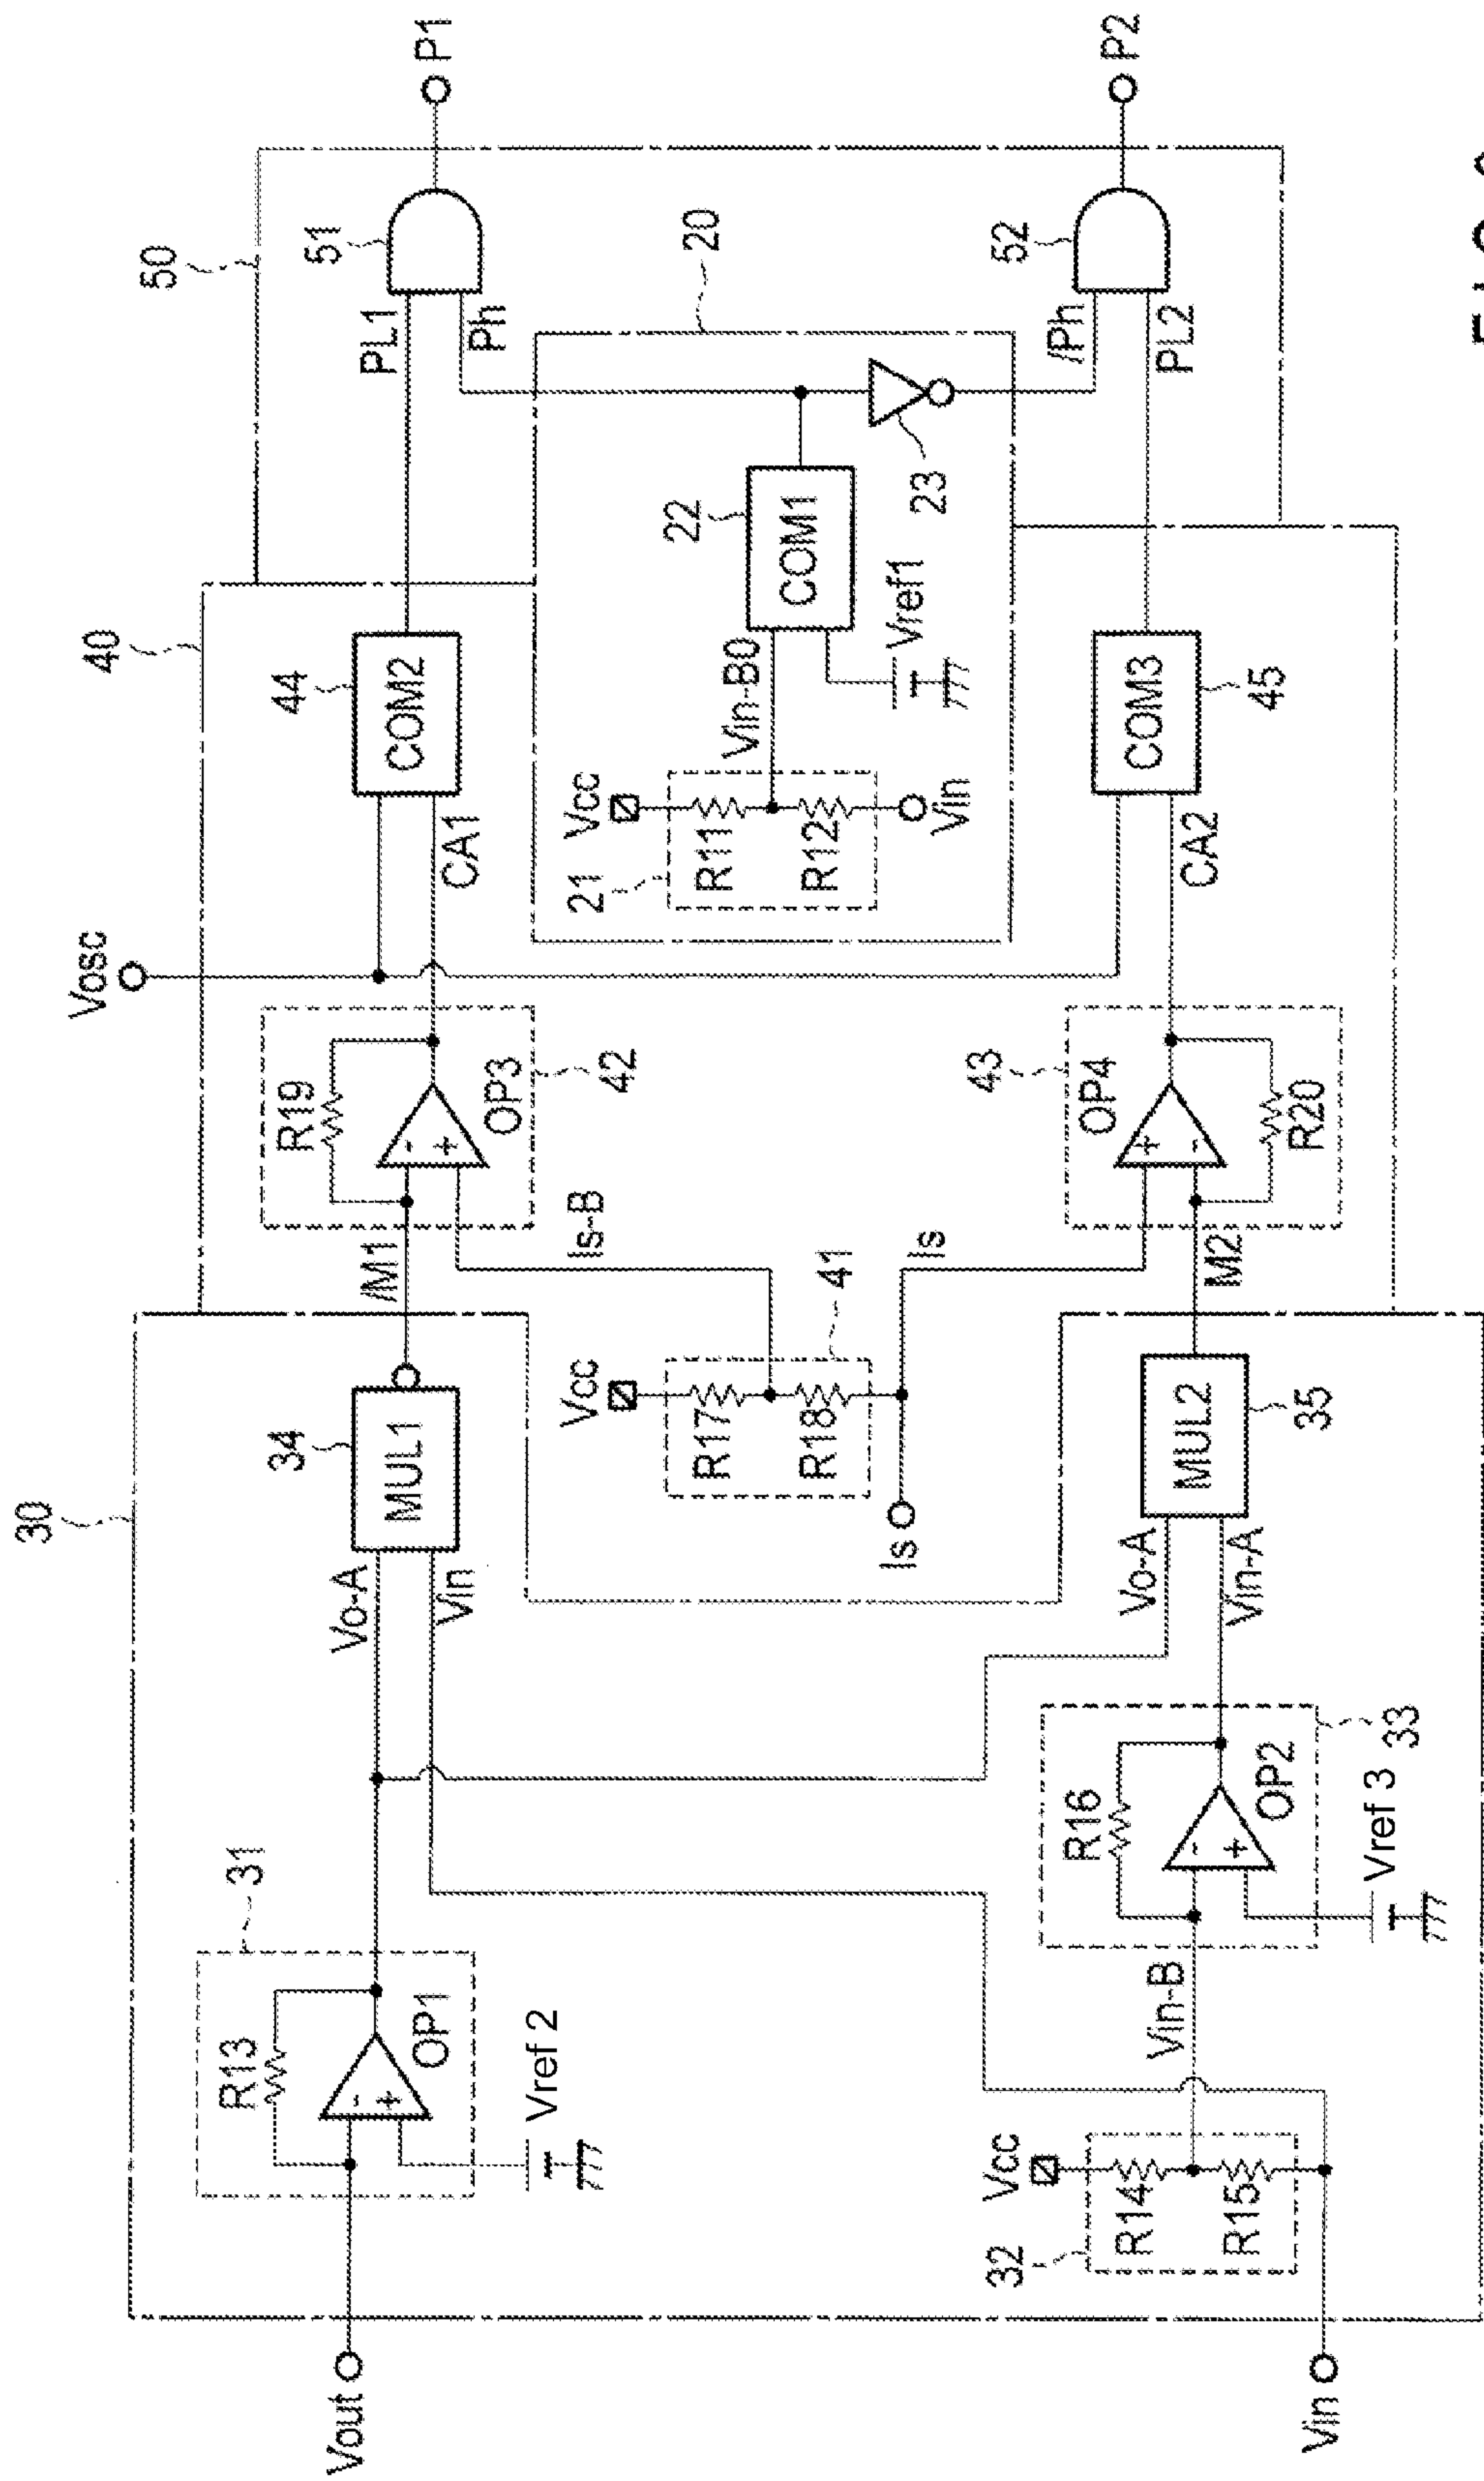 50
51
PL1
Ph
P1
20
52
/Ph
PL2
P2
40
44
COM2
CA1
22
COM1
23
Vin-B0
Vref1
Vcc
R11
R12
21
Vin
COM3
45
CA2
Vosc
R19
-
+
OP3
42
43
OP4
+
-
R20
/M1
Is-B
Is
M2
30
34
MUL1
Vo-A
Vin
Vcc
R17
R18
41
Is
MUL2
35
Vo-A
Vin-A
31
R13
-
+
OP1
Vref 2
R16
-
+
OP2
33
Vref 3
Vin-B
Vcc
R14
R15
32
Vout
Vin